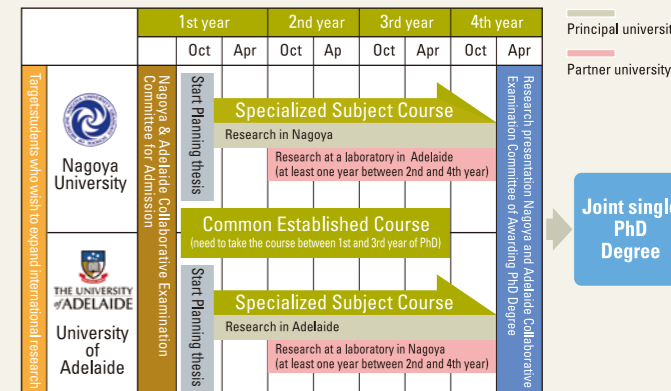 1st year 2nd year 3rd year 4th year
Oct Apr Oct Ap Oct Apr Oct Apr
Principal universit
Partner university
Target:students who wish to expand international research
Nagoya
University
THE UNIVERSITY
of ADELAIDE
University
of
Adelaide
Nagoya & Adelaide Collaborative Examination
Committee for Admission
Start Planning thesis
Specialized Subject Course
Research in Nagoya
Research at a laboratory in Adelaide
(at least one year between 2nd and 4th year)
Common Established Course
(need to take the course between 1st and 3rd year of PhD)
Start Planning thesis
Specialized Subject Course
Research in Adelaide
Research at a laboratory in Nagoya
(at least one year between 2nd and 4th year)
Research presentation Nagoya and Adelaide Collaborative
Examination Committee of Awarding PhD Degree
Joint single
PhD
Degree